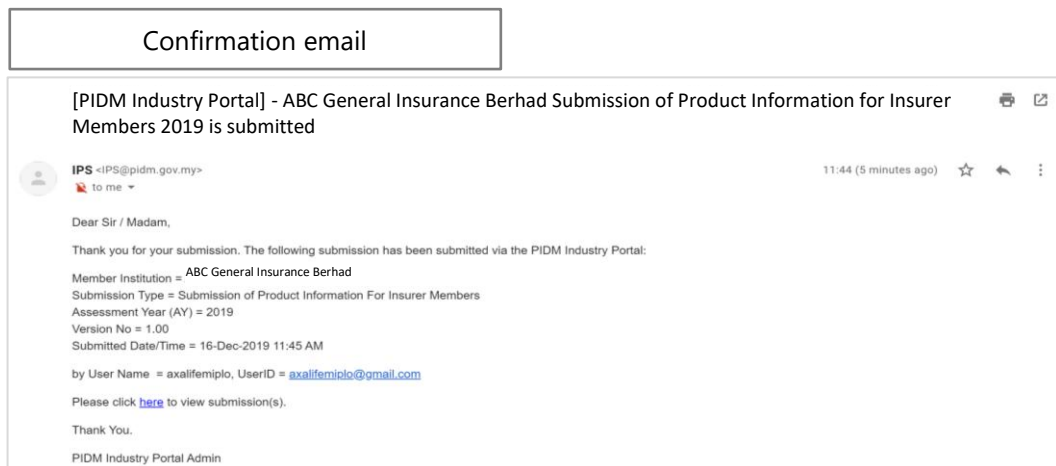 Confirmation email
[PIDM Industry Portal] - ABC General Insurance Berhad Submission of Product Information for Insurer
Members 2019 is submitted
IPS <IPS@pidm.gov.my>
11:44 (5 minutes ago)
to me
Dear Sir / Madam,
Thank you for your submission. The following submission has been submitted via the PIDM Industry Portal:
Member Institution = ABC General Insurance Berhad
Submission Type = Submission of Product Information For Insurer Members
Assessment Year (AY) = 2019
Version No = 1.00
Submitted Date/Time = 16-Dec-2019 11:45 AM
by User Name = axalifemiplo, UserID = axalifemiplo@gmail.com
Please click here to view submission(s).
Thank You.
PIDM Industry Portal Admin